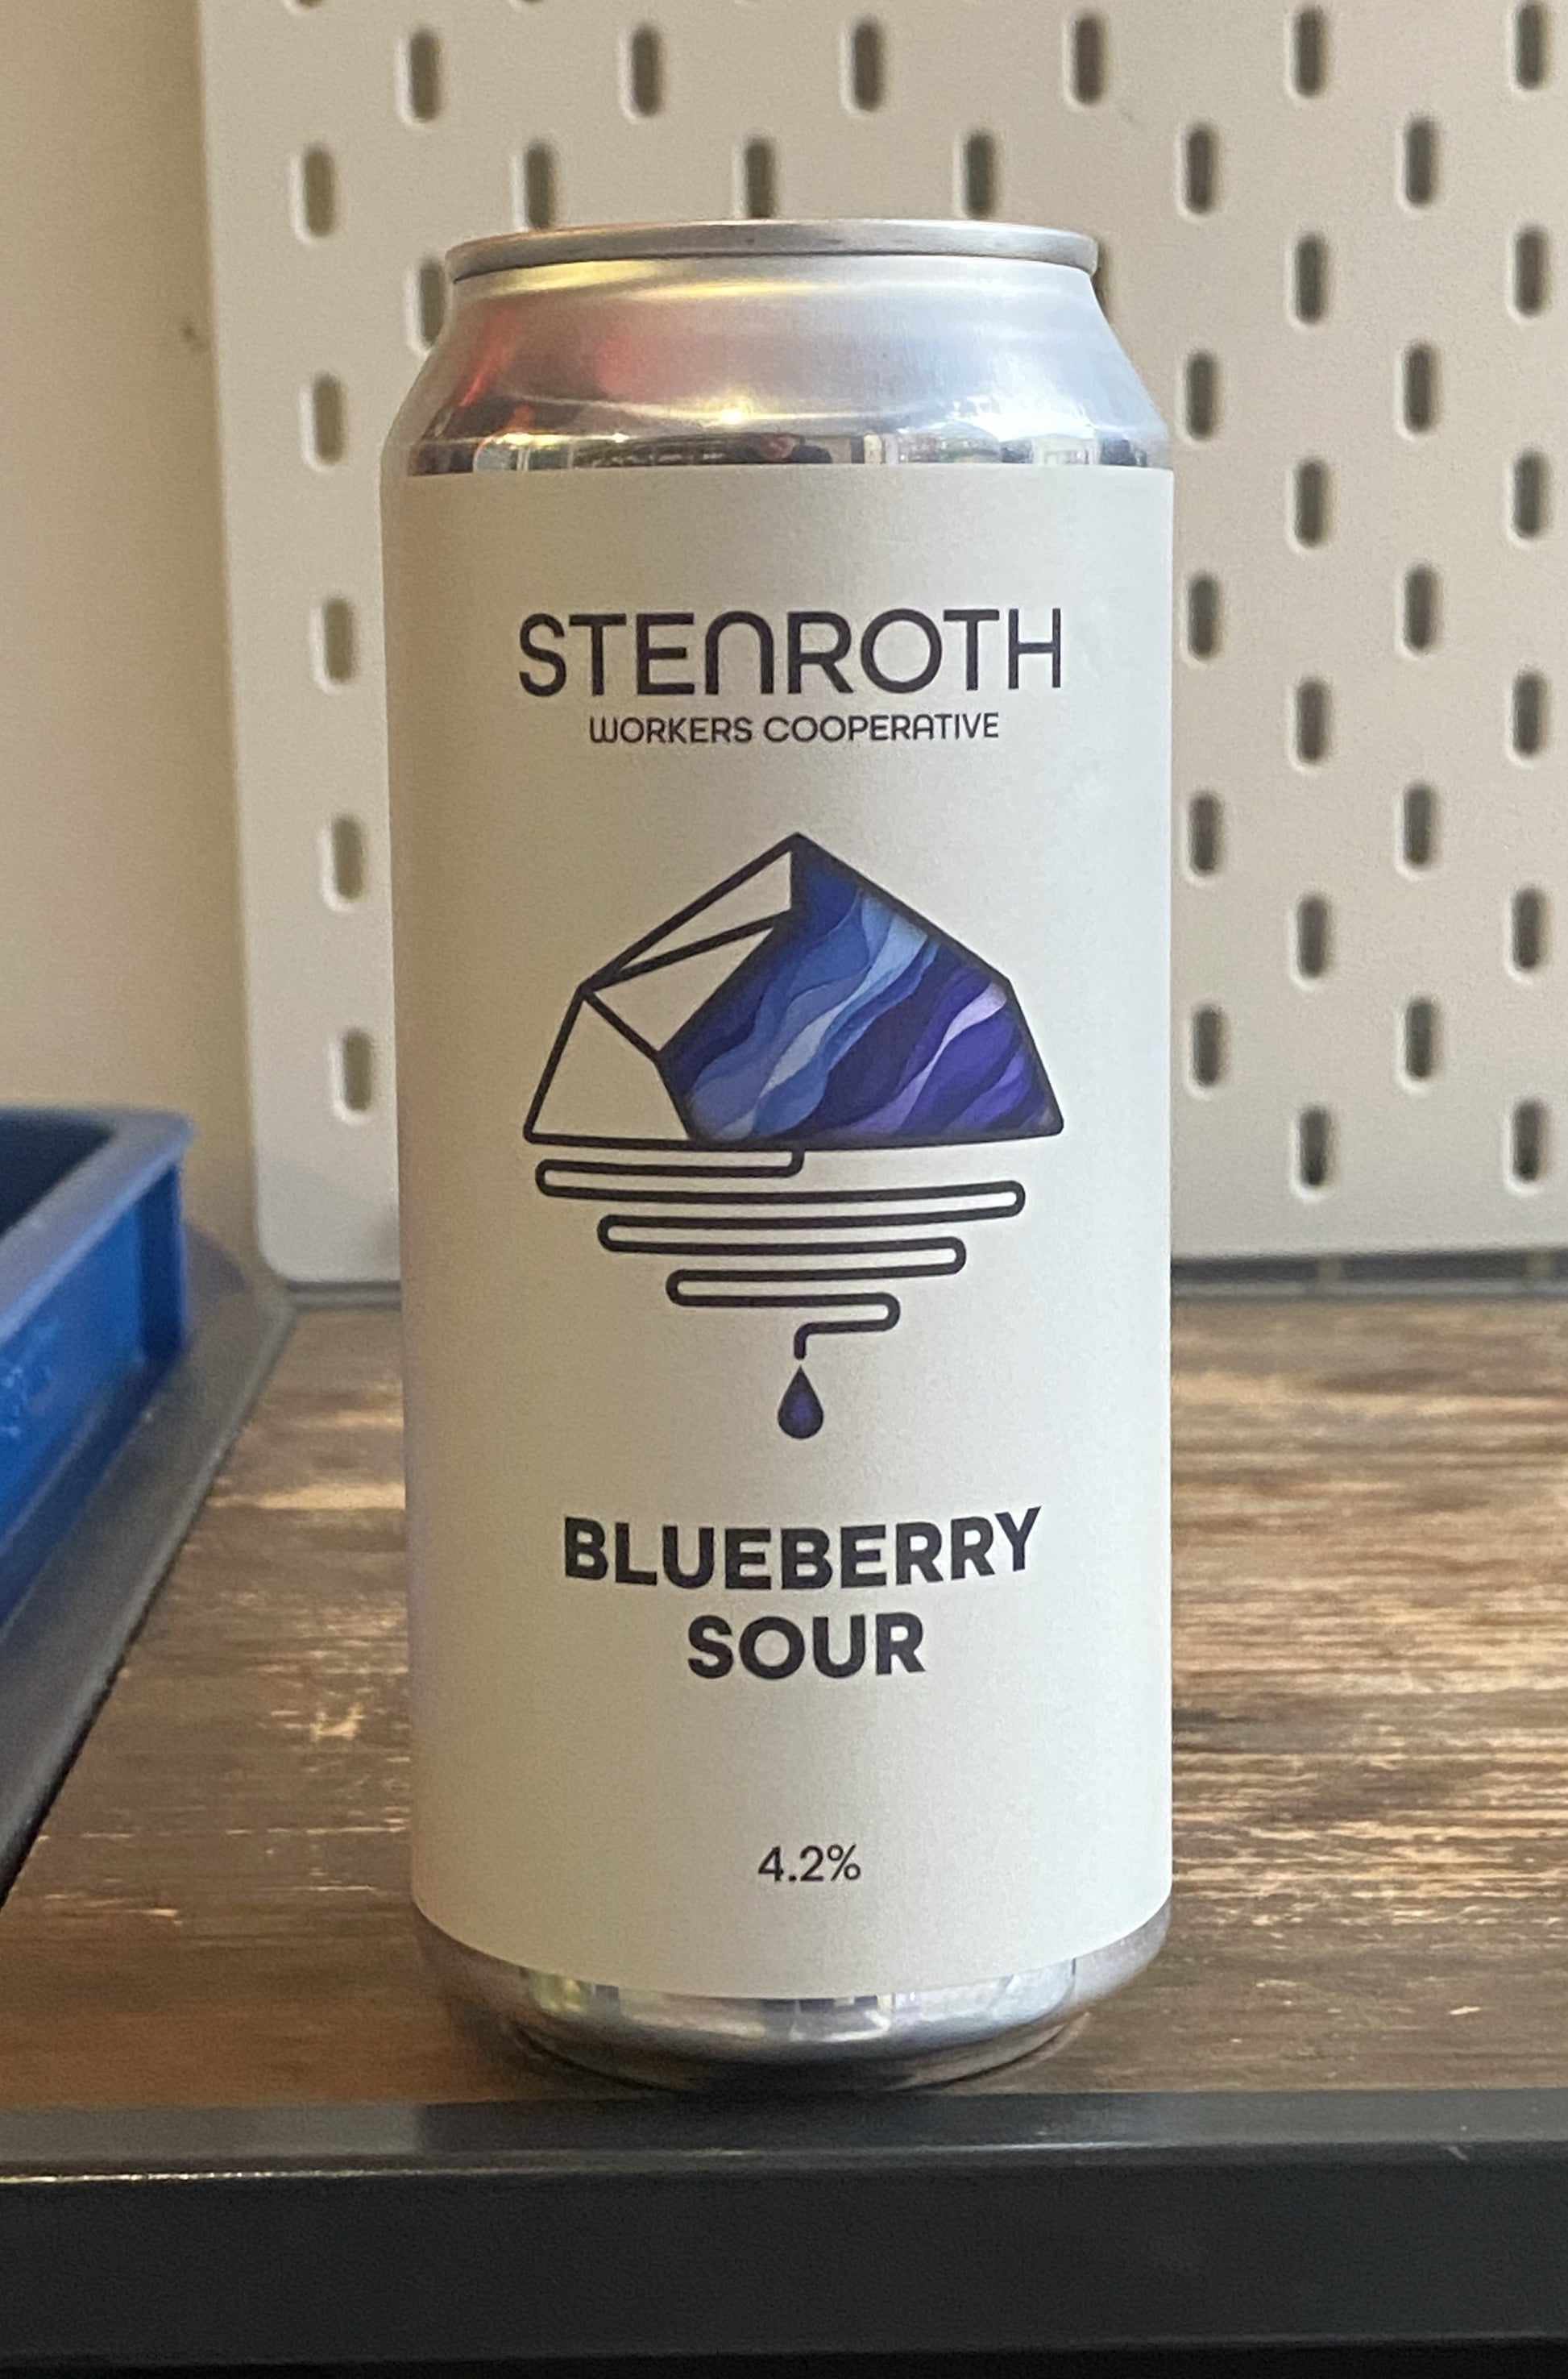 STENROTH
WORKERS COOPERATIVE
BLUEBERRY
SOUR
4.2%